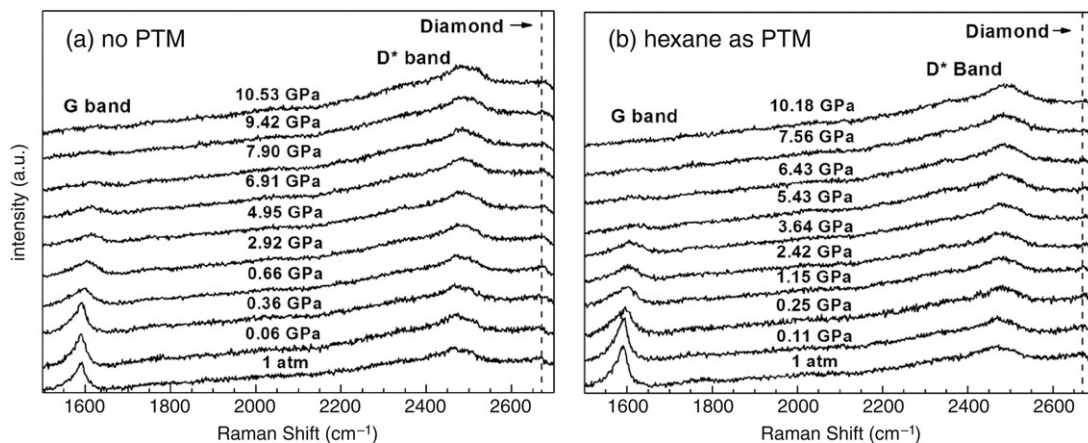 (a) no PTM
Diamond →
D* band
G band
10.53 GPa
9.42 GPa
7.90 GPa
6.91 GPa
4.95 GPa
2.92 GPa
0.66 GPa
0.36 GPa
0.06 GPa
1 atm
intensity (a.u.)
1600 1800 2000 2200 2400 2600
Raman Shift (cm⁻¹)
(b) hexane as PTM
Diamond →
D* Band
G band
10.18 GPa
7.56 GPa
6.43 GPa
5.43 GPa
3.64 GPa
2.42 GPa
1.15 GPa
0.25 GPa
0.11 GPa
1 atm
1600 1800 2000 2200 2400 2600
Raman Shift (cm⁻¹)